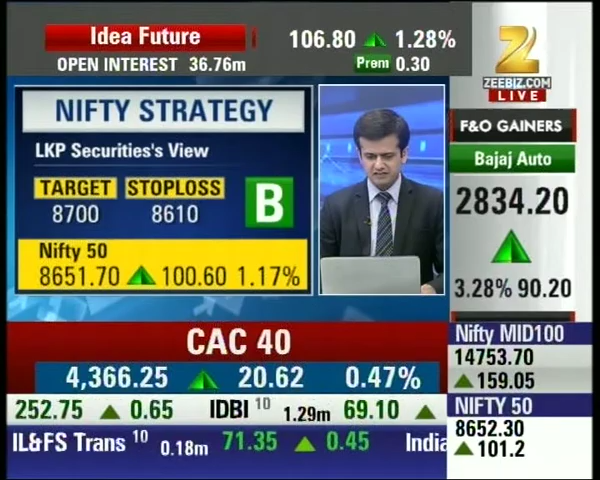 Idea Future
106.80 1.28%
OPEN INTEREST 36.76m
Prem 0.30
ZEEBIZ.COM
LIVE
NIFTY STRATEGY
LKP Securities's View
TARGET STOPLOSS
8700 8610
B
Nifty 50
8651.70 100.60 1.17%
F&O GAINERS
Bajaj Auto
2834.20
3.28% 90.20
CAC 40
4,366.25 20.62 0.47%
Nifty MID100
14753.70
159.05
NIFTY 50
8652.30
101.2
252.75 0.65 IDBI 10 1.29m 69.10
IL&FS Trans 10 0.18m 71.35 0.45 India